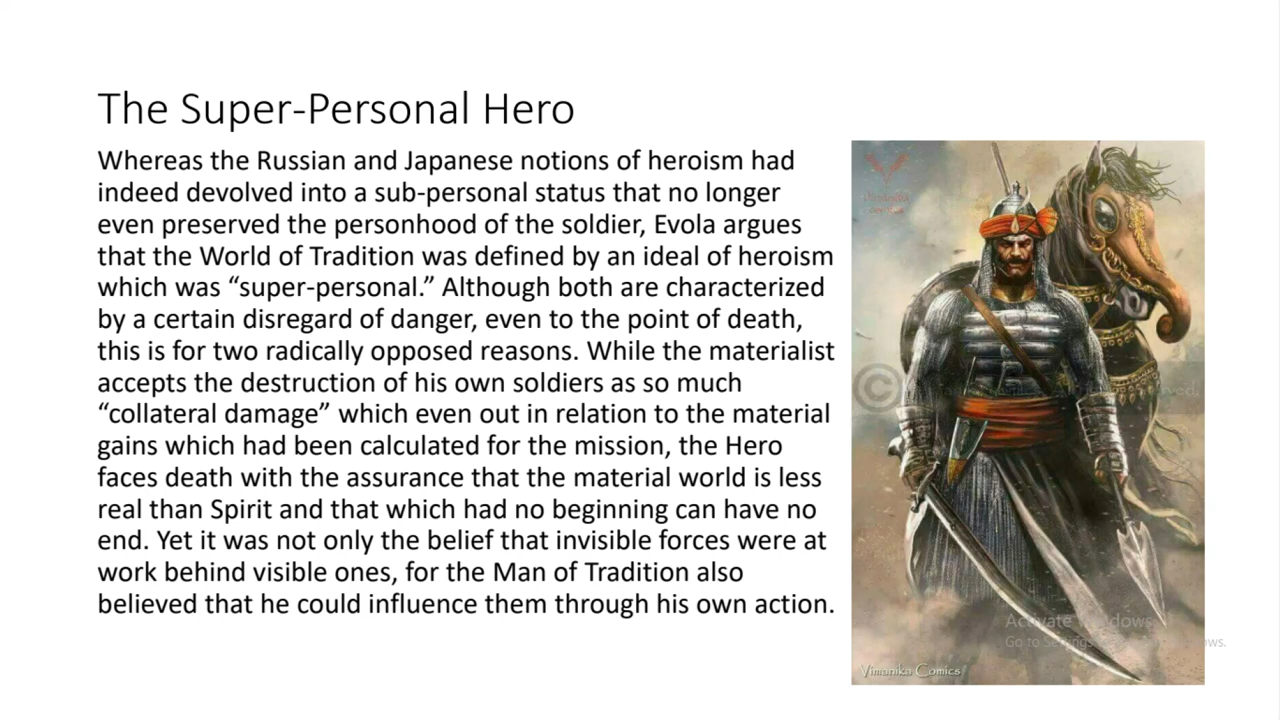 The Super-Personal Hero
Whereas the Russian and Japanese notions of heroism had
indeed devolved into a sub-personal status that no longer
even preserved the personhood of the soldier, Evola argues
that the World of Tradition was defined by an ideal of heroism
which was “super-personal.” Although both are characterized
by a certain disregard of danger, even to the point of death,
this is for two radically opposed reasons. While the materialist
accepts the destruction of his own soldiers as so much
“collateral damage” which even out in relation to the material
gains which had been calculated for the mission, the Hero
faces death with the assurance that the material world is less
real than Spirit and that which had no beginning can have no
end. Yet it was not only the belief that invisible forces were at
work behind visible ones, for the Man of Tradition also
believed that he could influence them through his own action.
Vimanika
Comics
©
Activate Windows
Go to Settings
Vimanika Comics